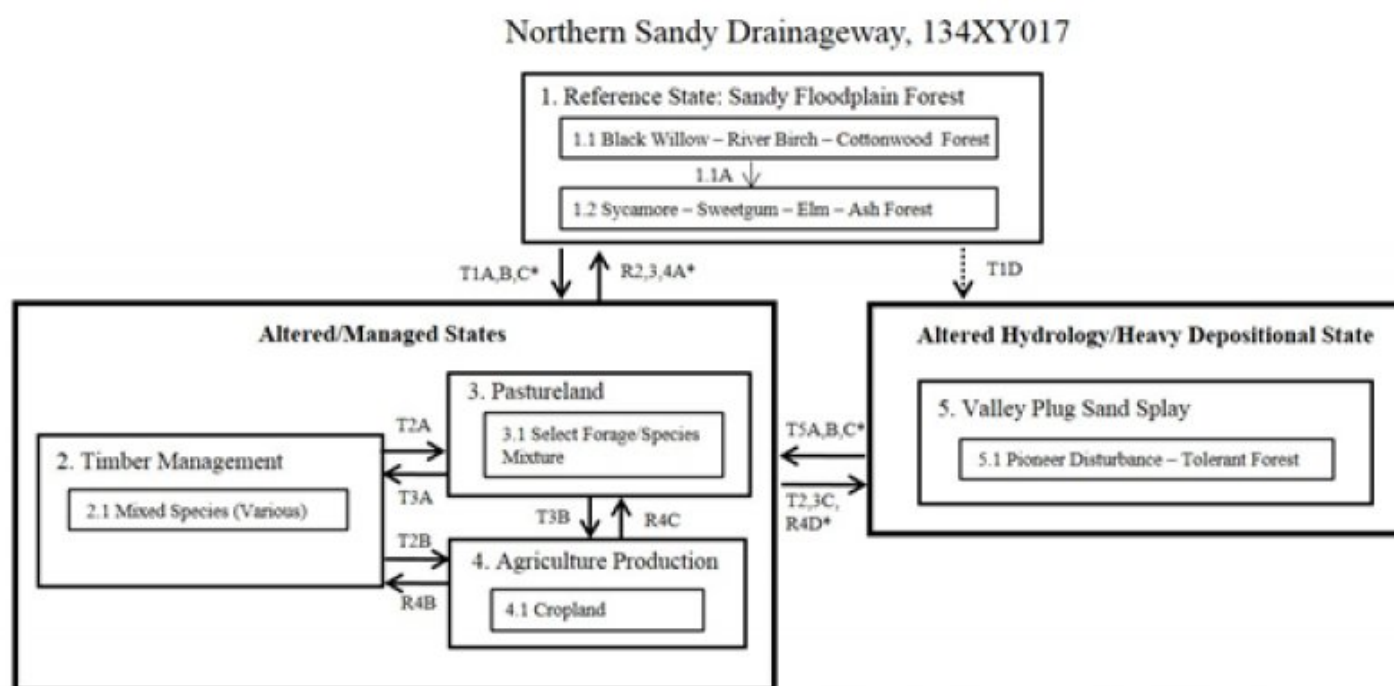 Northern Sandy Drainageway, 134XY017
1. Reference State: Sandy Floodplain Forest
1.1 Black Willow – River Birch – Cottonwood Forest
1.1A
1.2 Sycamore – Sweetgum – Elm – Ash Forest
T1A,B,C*
R2,3,4A*
T1D
Altered/Managed States
3. Pastureland
3.1 Select Forage/Species
Mixture
T2A
T3A
2. Timber Management
2.1 Mixed Species (Various)
T3B
R4C
T2B
R4B
4. Agriculture Production
4.1 Cropland
Altered Hydrology/Heavy Depositional State
5. Valley Plug Sand Splay
5.1 Pioneer Disturbance – Tolerant Forest
T5A,B,C*
T2,3C,
R4D*